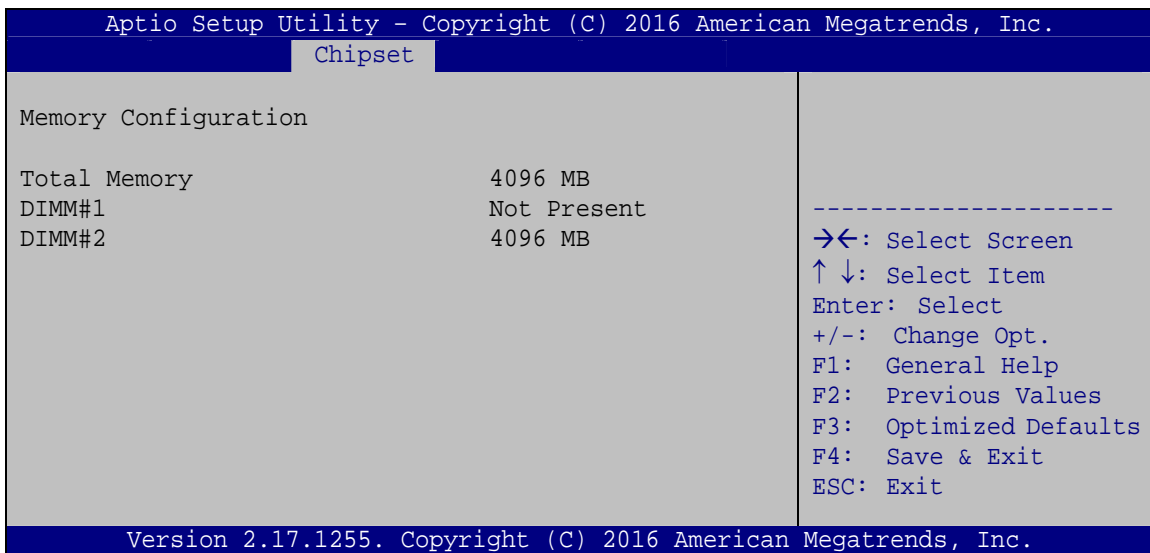 Aptio Setup Utility – Copyright (C) 2016 American Megatrends, Inc.
Chipset
Memory Configuration
Total Memory 4096 MB
DIMM#1 Not Present
DIMM#2 4096 MB
---------------------
→←: Select Screen
↑ ↓: Select Item
Enter: Select
+/-: Change Opt.
F1: General Help
F2: Previous Values
F3: Optimized Defaults
F4: Save & Exit
ESC: Exit
Version 2.17.1255. Copyright (C) 2016 American Megatrends, Inc.